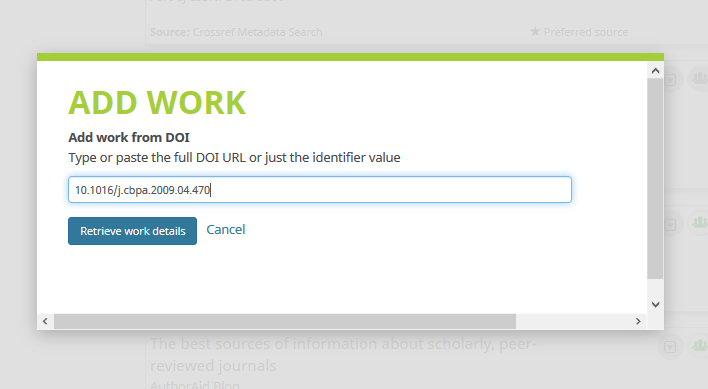 Source: Crossref Metadata Search
★ Preferred source
ADD WORK
Add work from DOI
Type or paste the full DOI URL or just the identifier value
10.1016/j.cbpa.2009.04.470
Retrieve work details
Cancel
The best sources of information about scholarly, peer-
reviewed journals
AuthorAid Blog